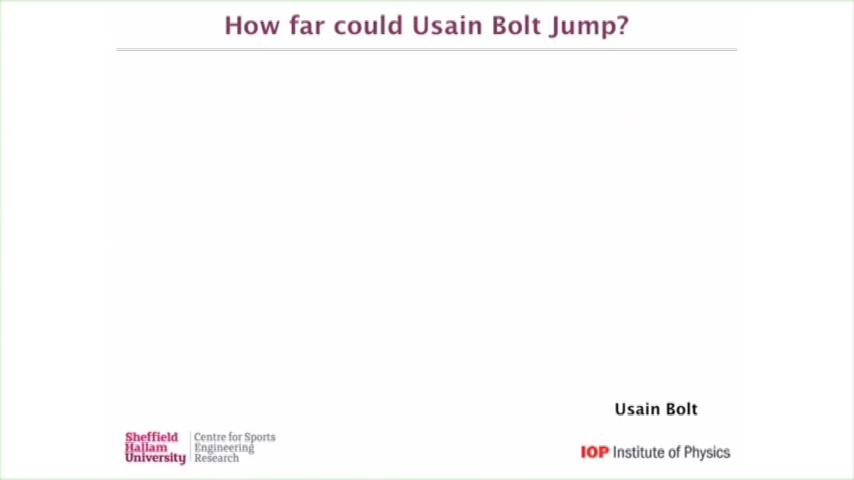 How far could Usain Bolt Jump?
Usain Bolt
Sheffield
Hallam
University
Centre for Sports
Engineering
Research
IOP Institute of Physics